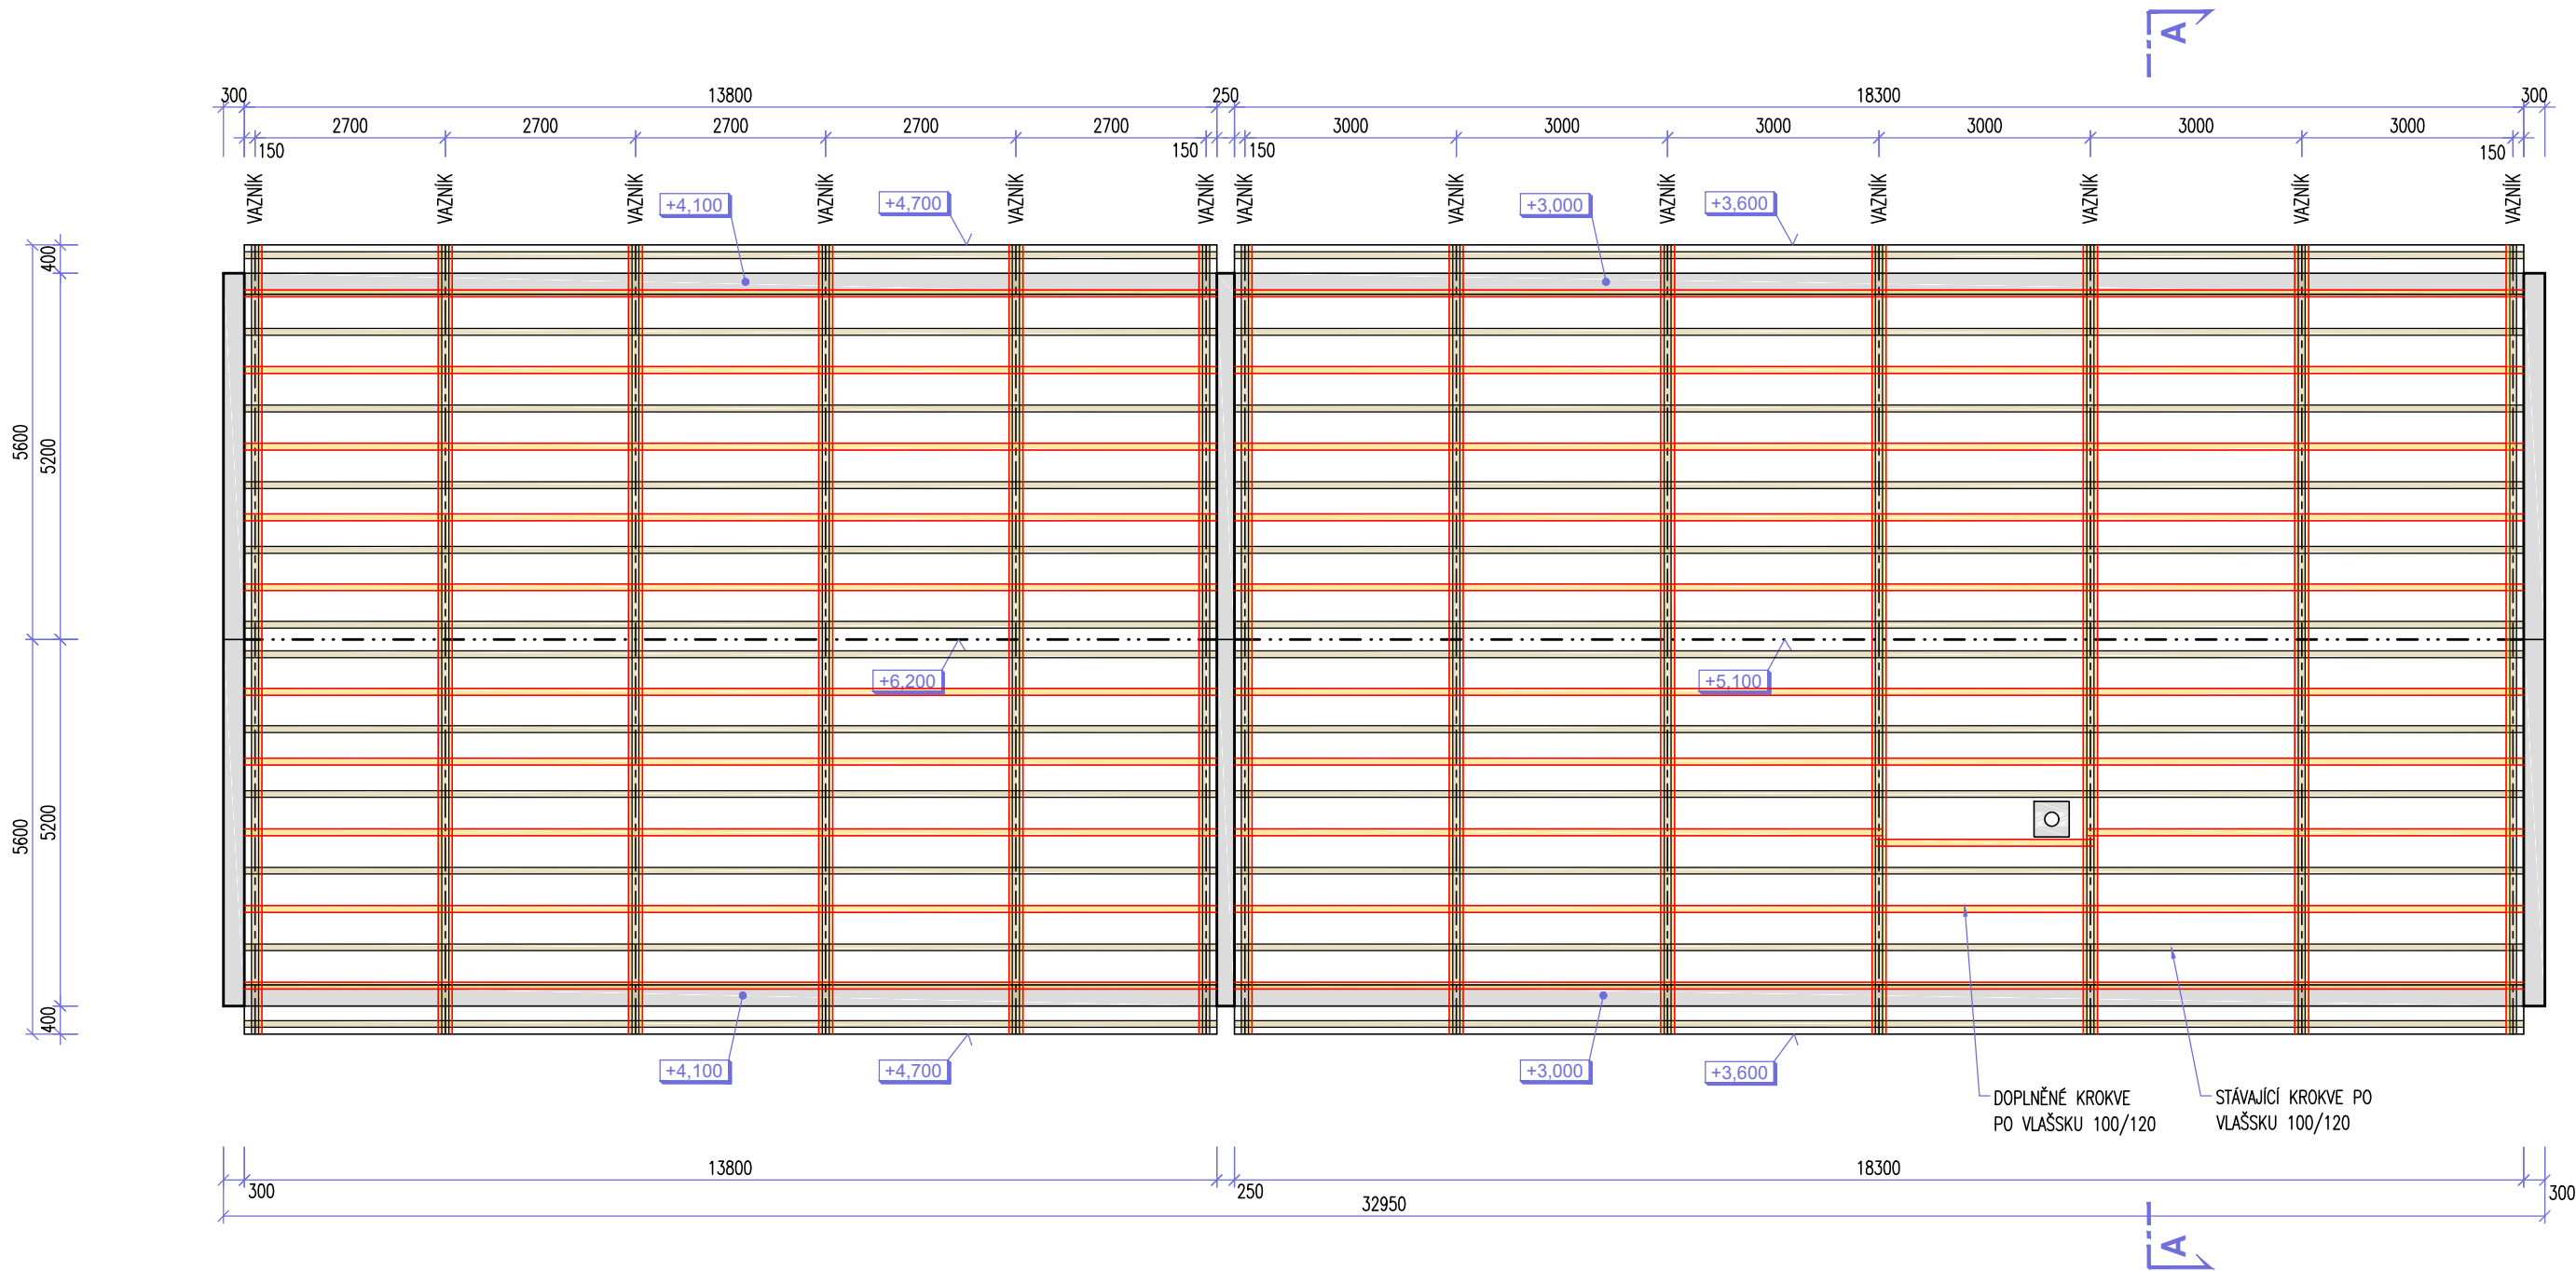 A
300 13800 250 18300 300
2700 2700 2700 2700 2700 3000 3000 3000 3000 3000 3000
150 150 150 150
VAZNÍK VAZNÍK VAZNÍK VAZNÍK VAZNÍK VAZNÍK VAZNÍK VAZNÍK VAZNÍK VAZNÍK VAZNÍK VAZNÍK VAZNÍK
+4,100 +4,700 +3,000 +3,600
400
5600 5200
+6,200 +5,100
5600 5200
400
+4,100 +4,700 +3,000 +3,600
DOPLNĚNÉ KROKVE
PO VLAŠSKU 100/120
STÁVAJÍCÍ KROKVE PO
VLAŠSKU 100/120
13800 18300
300 250 300
32950
A